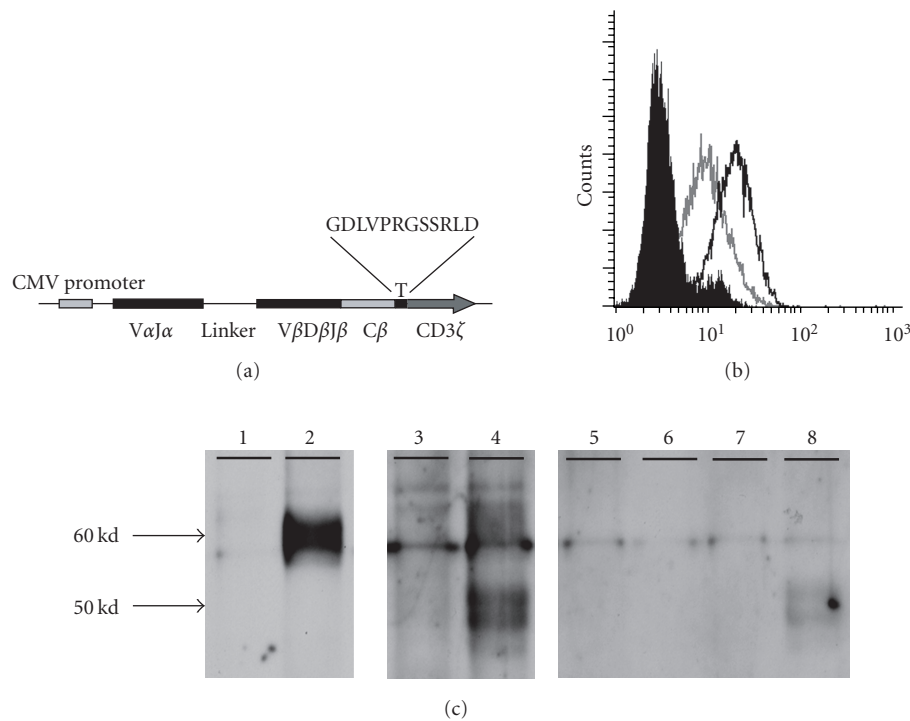 GDLVPRGSSRLD
CMV promoter
T
VαJα Linker VβDβJβ Cβ CD3ζ
(a)
Counts
10⁰ 10¹ 10² 10³
(b)
1 2 3 4 5 6 7 8
60 kd
50 kd
(c)